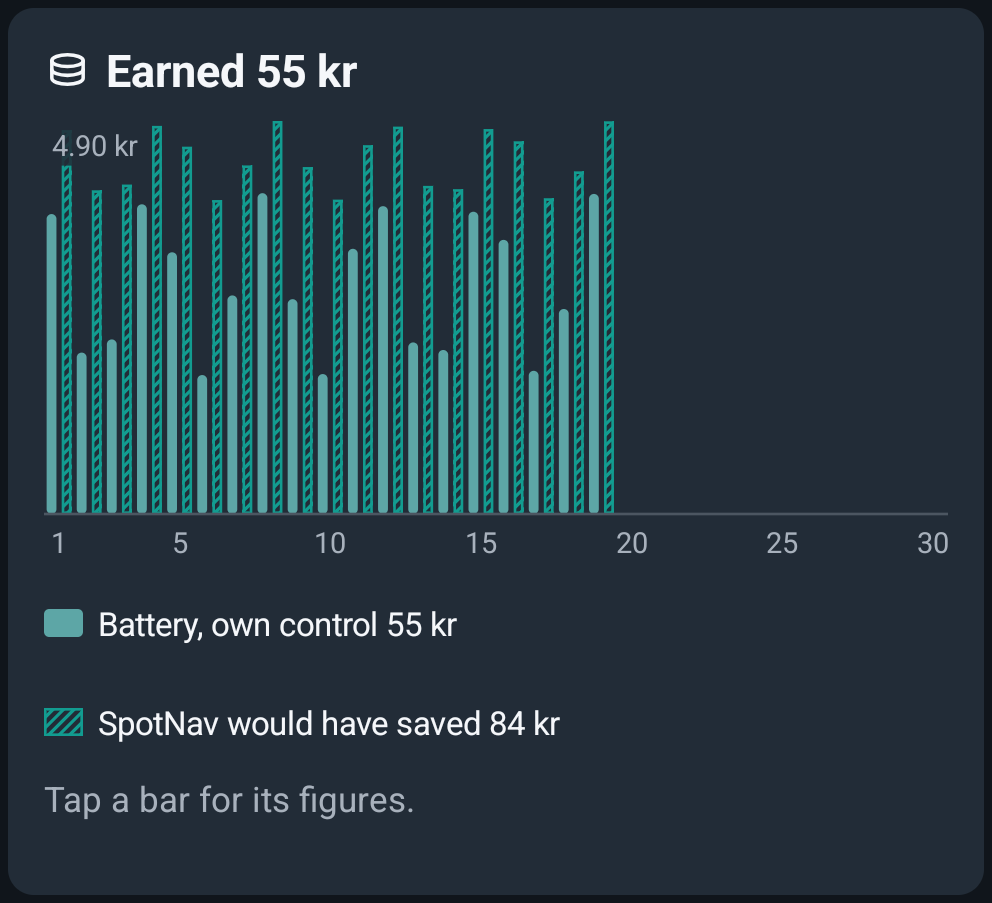 Earned 55 kr
4.90 kr
1 5 10 15 20 25 30
Battery, own control 55 kr
SpotNav would have saved 84 kr
Tap a bar for its figures.